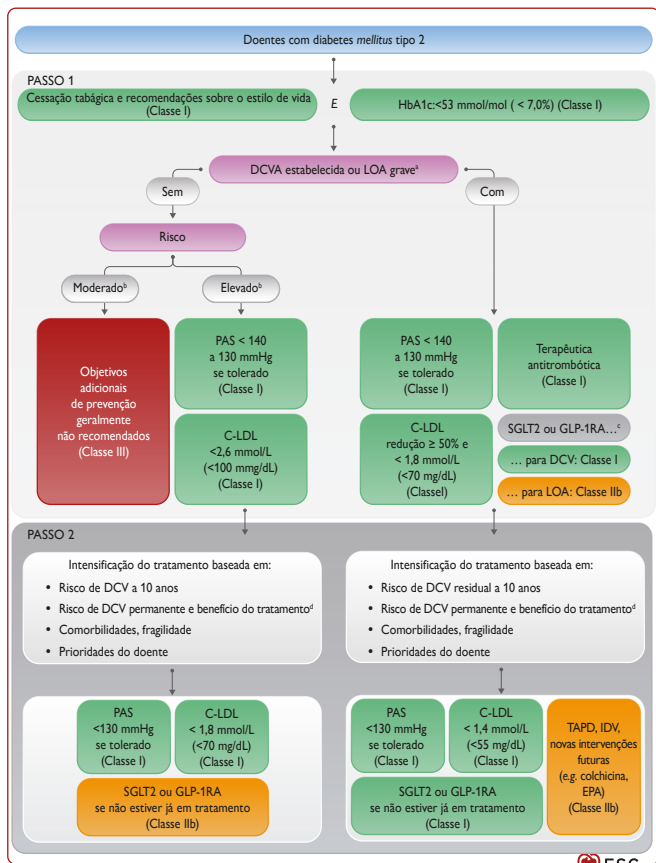 Doentes com diabetes mellitus tipo 2
PASSO 1
Cessação tabágica e recomendações sobre o estilo de vida
(Classe I)
E
HbA1c:<53 mmol/mol ( < 7,0%) (Classe I)
DCVA estabelecida ou LOA graveᵃ
Sem
Com
Risco
Moderadoᵇ
Elevadoᵇ
Objetivos
adicionais
de prevenção
geralmente
não recomendados
(Classe III)
PAS < 140
a 130 mmHg
se tolerado
(Classe I)
C-LDL
<2,6 mmol/L
(<100 mmg/dL)
(Classe I)
PAS < 140
a 130 mmHg
se tolerado
(Classe I)
C-LDL
redução ≥ 50% e
< 1,8 mmol/L
(<70 mg/dL)
(ClasseI)
Terapêutica
antitrombótica
(Classe I)
SGLT2 ou GLP-1RA…ᶜ
… para DCV: Classe I
… para LOA: Classe IIb
PASSO 2
Intensificação do tratamento baseada em:
• Risco de DCV a 10 anos
• Risco de DCV permanente e benefício do tratamentoᵈ
• Comorbilidades, fragilidade
• Prioridades do doente
Intensificação do tratamento baseada em:
• Risco de DCV residual a 10 anos
• Risco de DCV permanente e benefício do tratamentoᵈ
• Comorbilidades, fragilidade
• Prioridades do doente
PAS
<130 mmHg
se tolerado
(Classe I)
C-LDL
< 1,8 mmol/L
(<70 mg/dL)
(Classe I)
SGLT2 ou GLP-1RA
se não estiver já em tratamento
(Classe IIb)
PAS
<130 mmHg
se tolerado
(Classe I)
C-LDL
< 1,4 mmol/L
(<55 mg/dL)
(Classe I)
SGLT2 ou GLP-1RA
se não estiver já em tratamento
(Classe I)
TAPD, IDV,
novas intervenções
futuras
(e.g. colchicina,
EPA)
(Classe IIb)
ESC